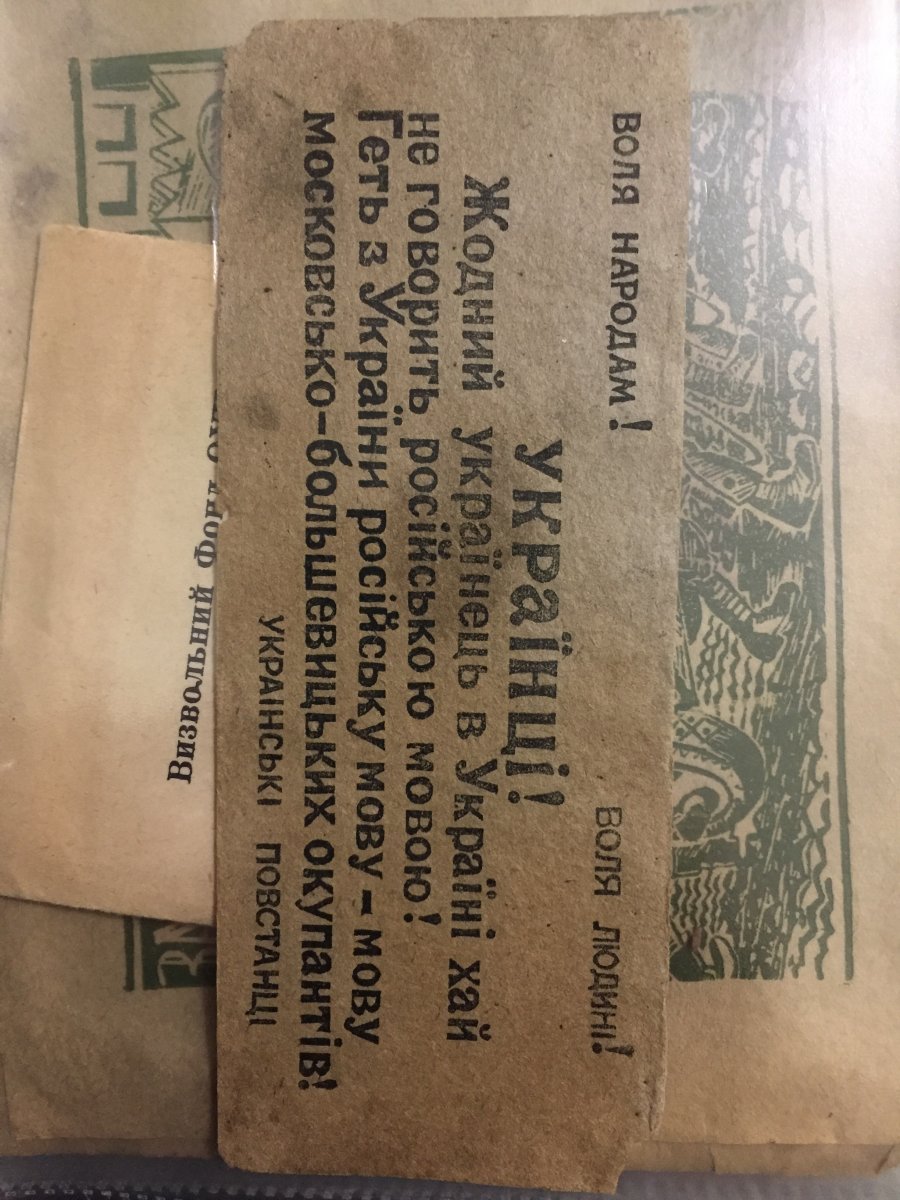 ВОЛЯ НАРОДАМ! ВОЛЯ ЛЮДИНІ!
УКРАЇНЦІ!
Жодний українець в Україні хай
не говорить російською мовою!
Геть з України російську мову – мову
московсько-большевицьких окупантів!
УКРАЇНСЬКІ ПОВСТАНЦІ
Визвольний